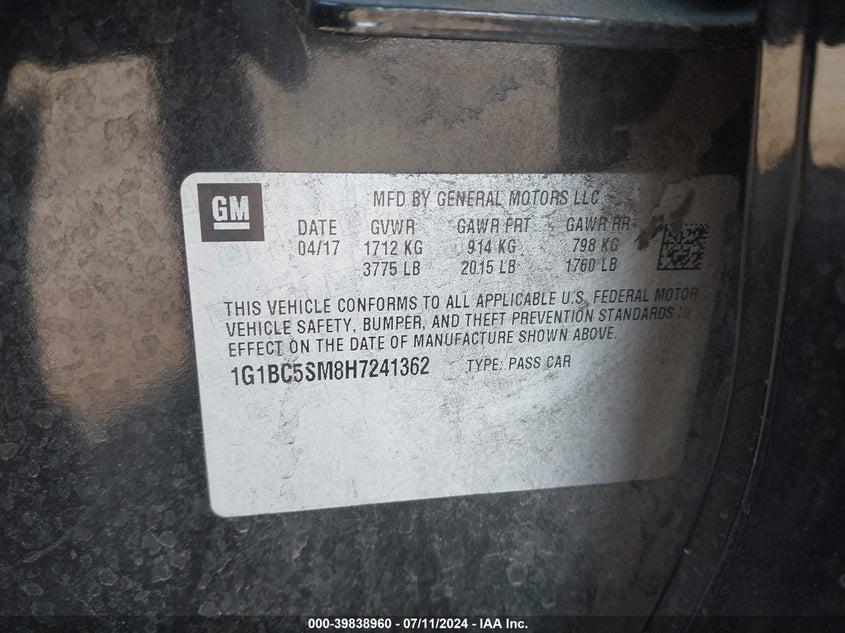 GM
MFD BY GENERAL MOTORS LLC
DATE GVWR GAWR FRT GAWR RR
04/17 1712 KG 914 KG 798 KG
3775 LB 2015 LB 1760 LB
THIS VEHICLE CONFORMS TO ALL APPLICABLE U.S. FEDERAL MOTOR
VEHICLE SAFETY, BUMPER, AND THEFT PREVENTION STANDARDS IN
EFFECT ON THE DATE OF MANUFACTURE SHOWN ABOVE.
1G1BC5SM8H7241362 TYPE: PASS CAR
000-39838960 - 07/11/2024 - IAA Inc.